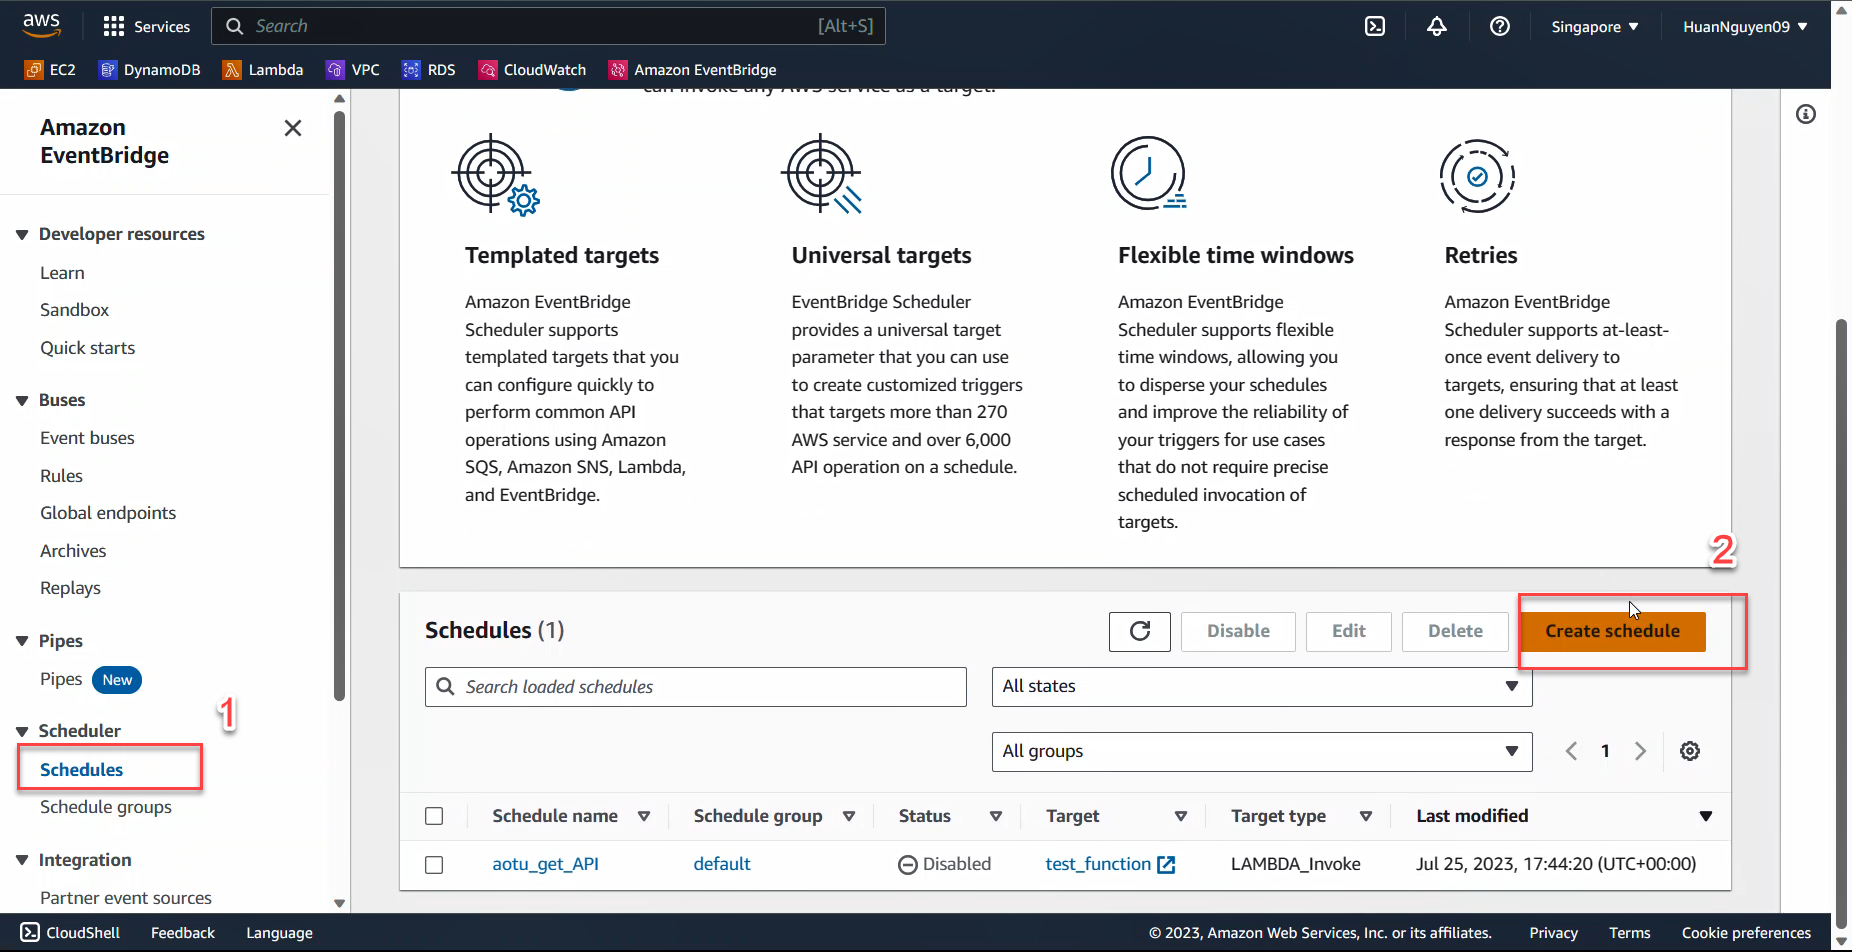 aws
Services
Search
[Alt+S]
Singapore
HuanNguyen09
EC2
DynamoDB
Lambda
VPC
RDS
CloudWatch
Amazon EventBridge
Amazon
EventBridge
Developer resources
Learn
Sandbox
Quick starts
Buses
Event buses
Rules
Global endpoints
Archives
Replays
Pipes
Pipes New
1
Scheduler
Schedules
Schedule groups
Integration
Partner event sources
can invoke any AWS service as a target.
Templated targets
Amazon EventBridge
Scheduler supports
templated targets that you
can configure quickly to
perform common API
operations using Amazon
SQS, Amazon SNS, Lambda,
and EventBridge.
Universal targets
EventBridge Scheduler
provides a universal target
parameter that you can use
to create customized triggers
that targets more than 270
AWS service and over 6,000
API operation on a schedule.
Flexible time windows
Amazon EventBridge
Scheduler supports flexible
time windows, allowing you
to disperse your schedules
and improve the reliability of
your triggers for use cases
that do not require precise
scheduled invocation of
targets.
Retries
Amazon EventBridge
Scheduler supports at-least-
once event delivery to
targets, ensuring that at least
one delivery succeeds with a
response from the target.
2
Schedules (1)
Disable
Edit
Delete
Create schedule
Search loaded schedules
All states
All groups
1
Schedule name
Schedule group
Status
Target
Target type
Last modified
aotu_get_API
default
Disabled
test_function
LAMBDA_Invoke
Jul 25, 2023, 17:44:20 (UTC+00:00)
CloudShell
Feedback
Language
© 2023, Amazon Web Services, Inc. or its affiliates.
Privacy
Terms
Cookie preferences